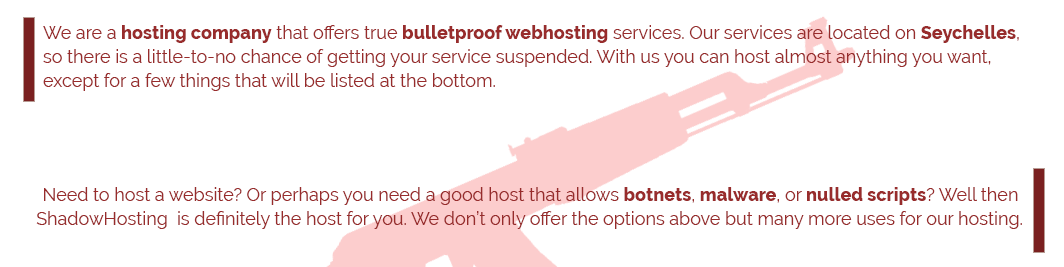 We are a hosting company that offers true bulletproof webhosting services. Our services are located on Seychelles,
so there is a little-to-no chance of getting your service suspended. With us you can host almost anything you want,
except for a few things that will be listed at the bottom.
Need to host a website? Or perhaps you need a good host that allows botnets, malware, or nulled scripts? Well then
ShadowHosting is definitely the host for you. We don't only offer the options above but many more uses for our hosting.